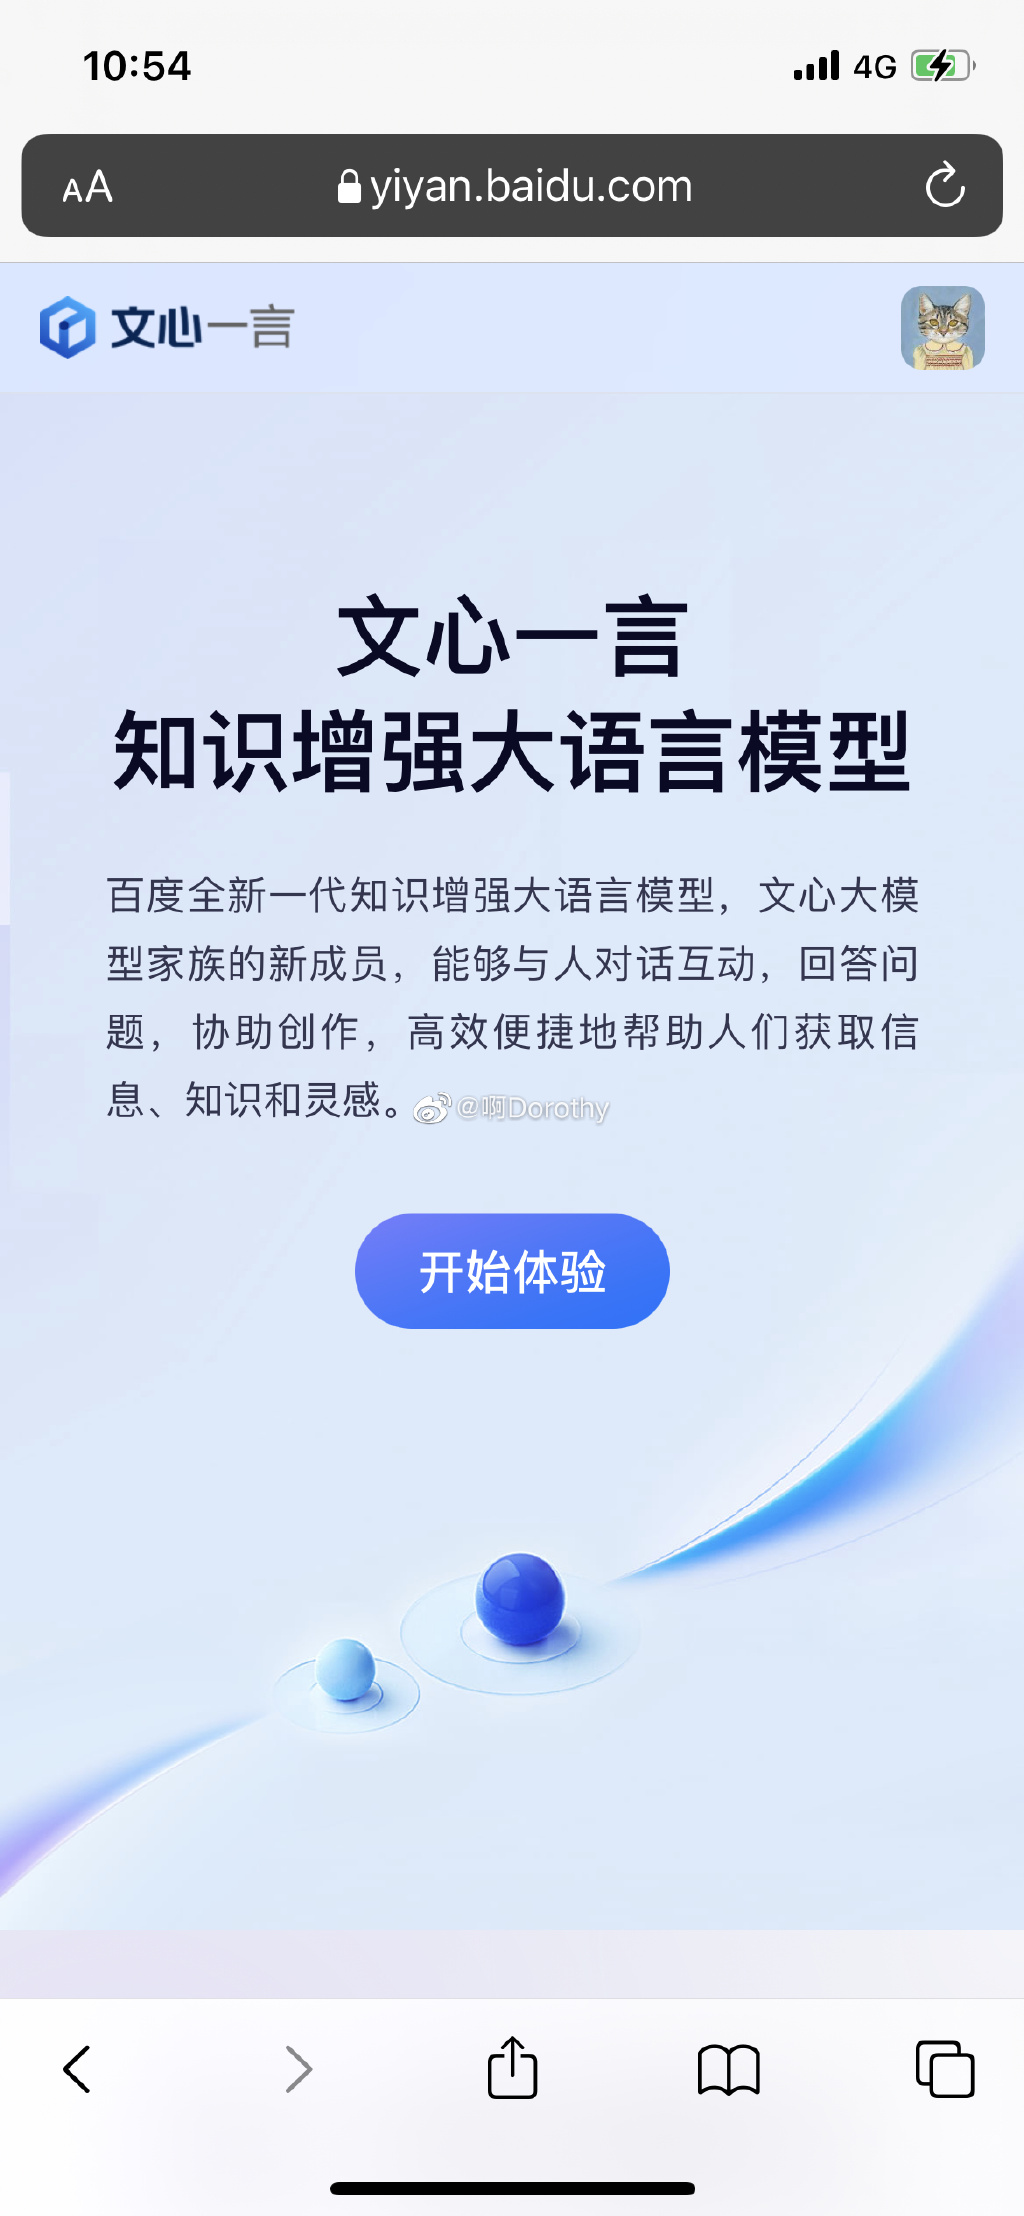 10:54
4G
AA
yiyan.baidu.com
文心一言
文心一言
知识增强大语言模型
百度全新一代知识增强大语言模型，文心大模
型家族的新成员，能够与人对话互动，回答问
题，协助创作，高效便捷地帮助人们获取信
息、知识和灵感。
@啊Dorothy
开始体验